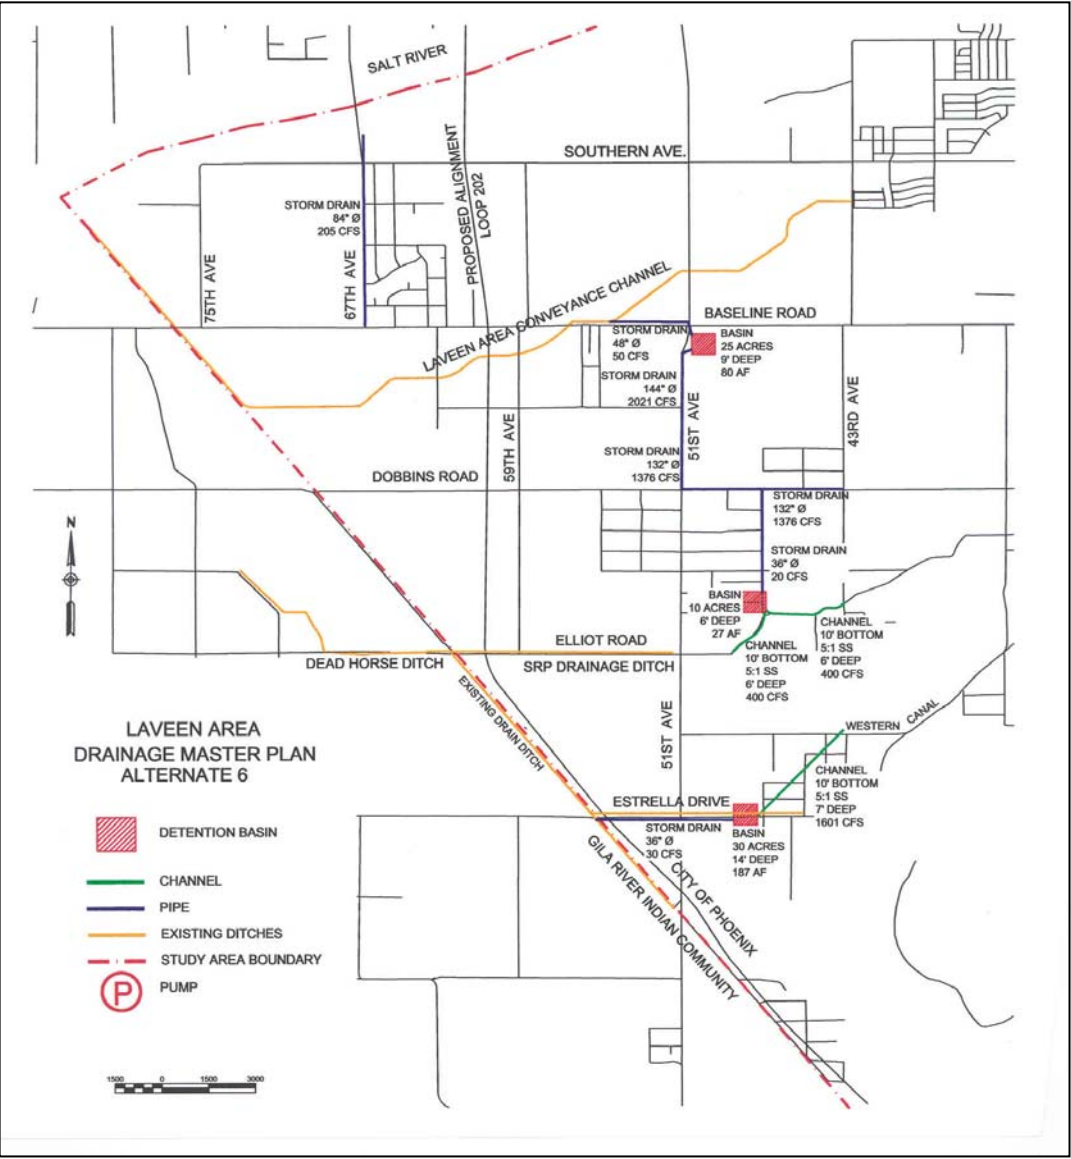 SALT RIVER
SOUTHERN AVE.
PROPOSED ALIGNMENT
LOOP 202
STORM DRAIN
84" Ø
205 CFS
75TH AVE
67TH AVE
LAVEEN AREA CONVEYANCE CHANNEL
BASELINE ROAD
STORM DRAIN
48" Ø
50 CFS
BASIN
25 ACRES
9' DEEP
80 AF
STORM DRAIN
144" Ø
2021 CFS
51ST AVE
43RD AVE
59TH AVE
STORM DRAIN
132" Ø
1376 CFS
DOBBINS ROAD
STORM DRAIN
132" Ø
1376 CFS
N
STORM DRAIN
36" Ø
20 CFS
BASIN
10 ACRES
6' DEEP
27 AF
CHANNEL
10' BOTTOM
5:1 SS
6' DEEP
400 CFS
CHANNEL
10' BOTTOM
5:1 SS
6' DEEP
400 CFS
ELLIOT ROAD
DEAD HORSE DITCH
SRP DRAINAGE DITCH
EXISTING DRAIN DITCH
51ST AVE
WESTERN CANAL
CHANNEL
10' BOTTOM
5:1 SS
7' DEEP
1601 CFS
ESTRELLA DRIVE
STORM DRAIN
36" Ø
30 CFS
BASIN
30 ACRES
14' DEEP
187 AF
CITY OF PHOENIX
GILA RIVER INDIAN COMMUNITY
LAVEEN AREA
DRAINAGE MASTER PLAN
ALTERNATE 6
DETENTION BASIN
CHANNEL
PIPE
EXISTING DITCHES
STUDY AREA BOUNDARY
P PUMP
1500 0 1500 3000